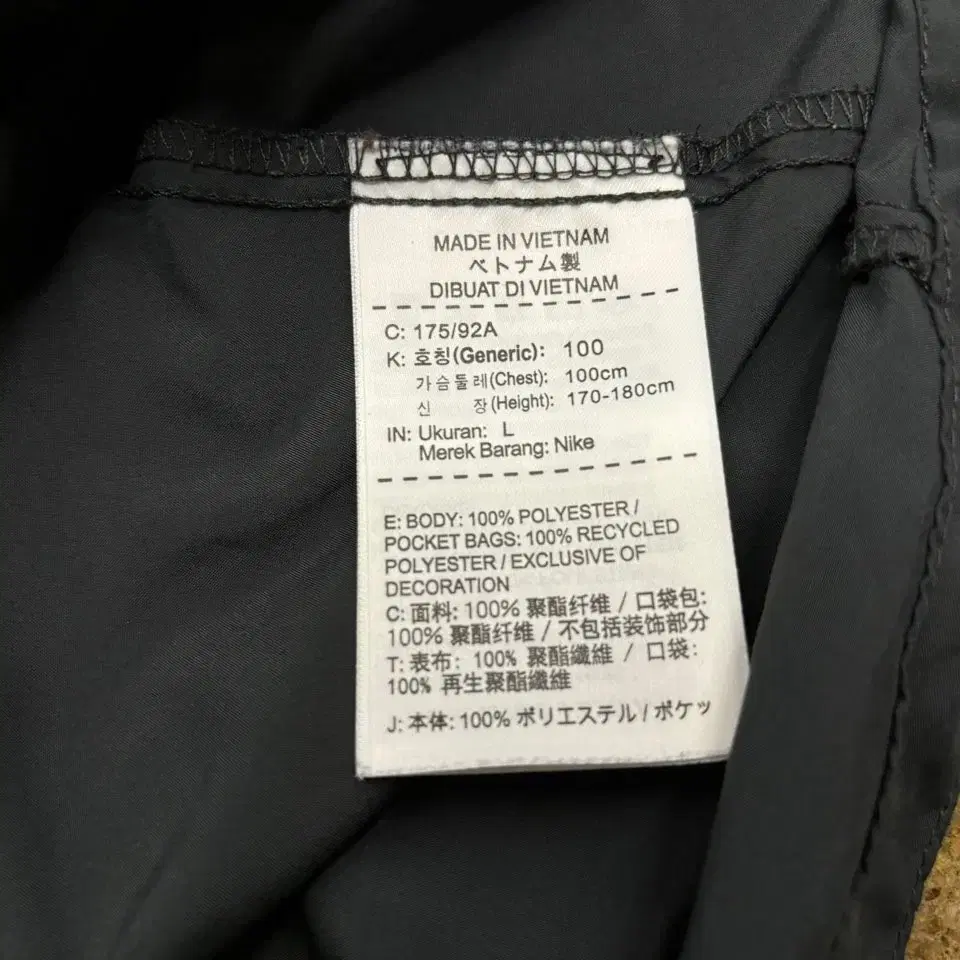 MADE IN VIETNAM
ベトナム製
DIBUAT DI VIETNAM
C: 175/92A
K: 호칭(Generic): 100
가슴둘레(Chest): 100cm
신 장(Height): 170-180cm
IN: Ukuran: L
Merek Barang: Nike
E: BODY: 100% POLYESTER /
POCKET BAGS: 100% RECYCLED
POLYESTER / EXCLUSIVE OF
DECORATION
C: 面料: 100% 聚酯纤维 / 口袋包:
100% 聚酯纤维 / 不包括装饰部分
T: 表布: 100% 聚酯纖維 / 口袋:
100% 再生聚酯纖維
J: 本体: 100% ポリエステル / ポケッ